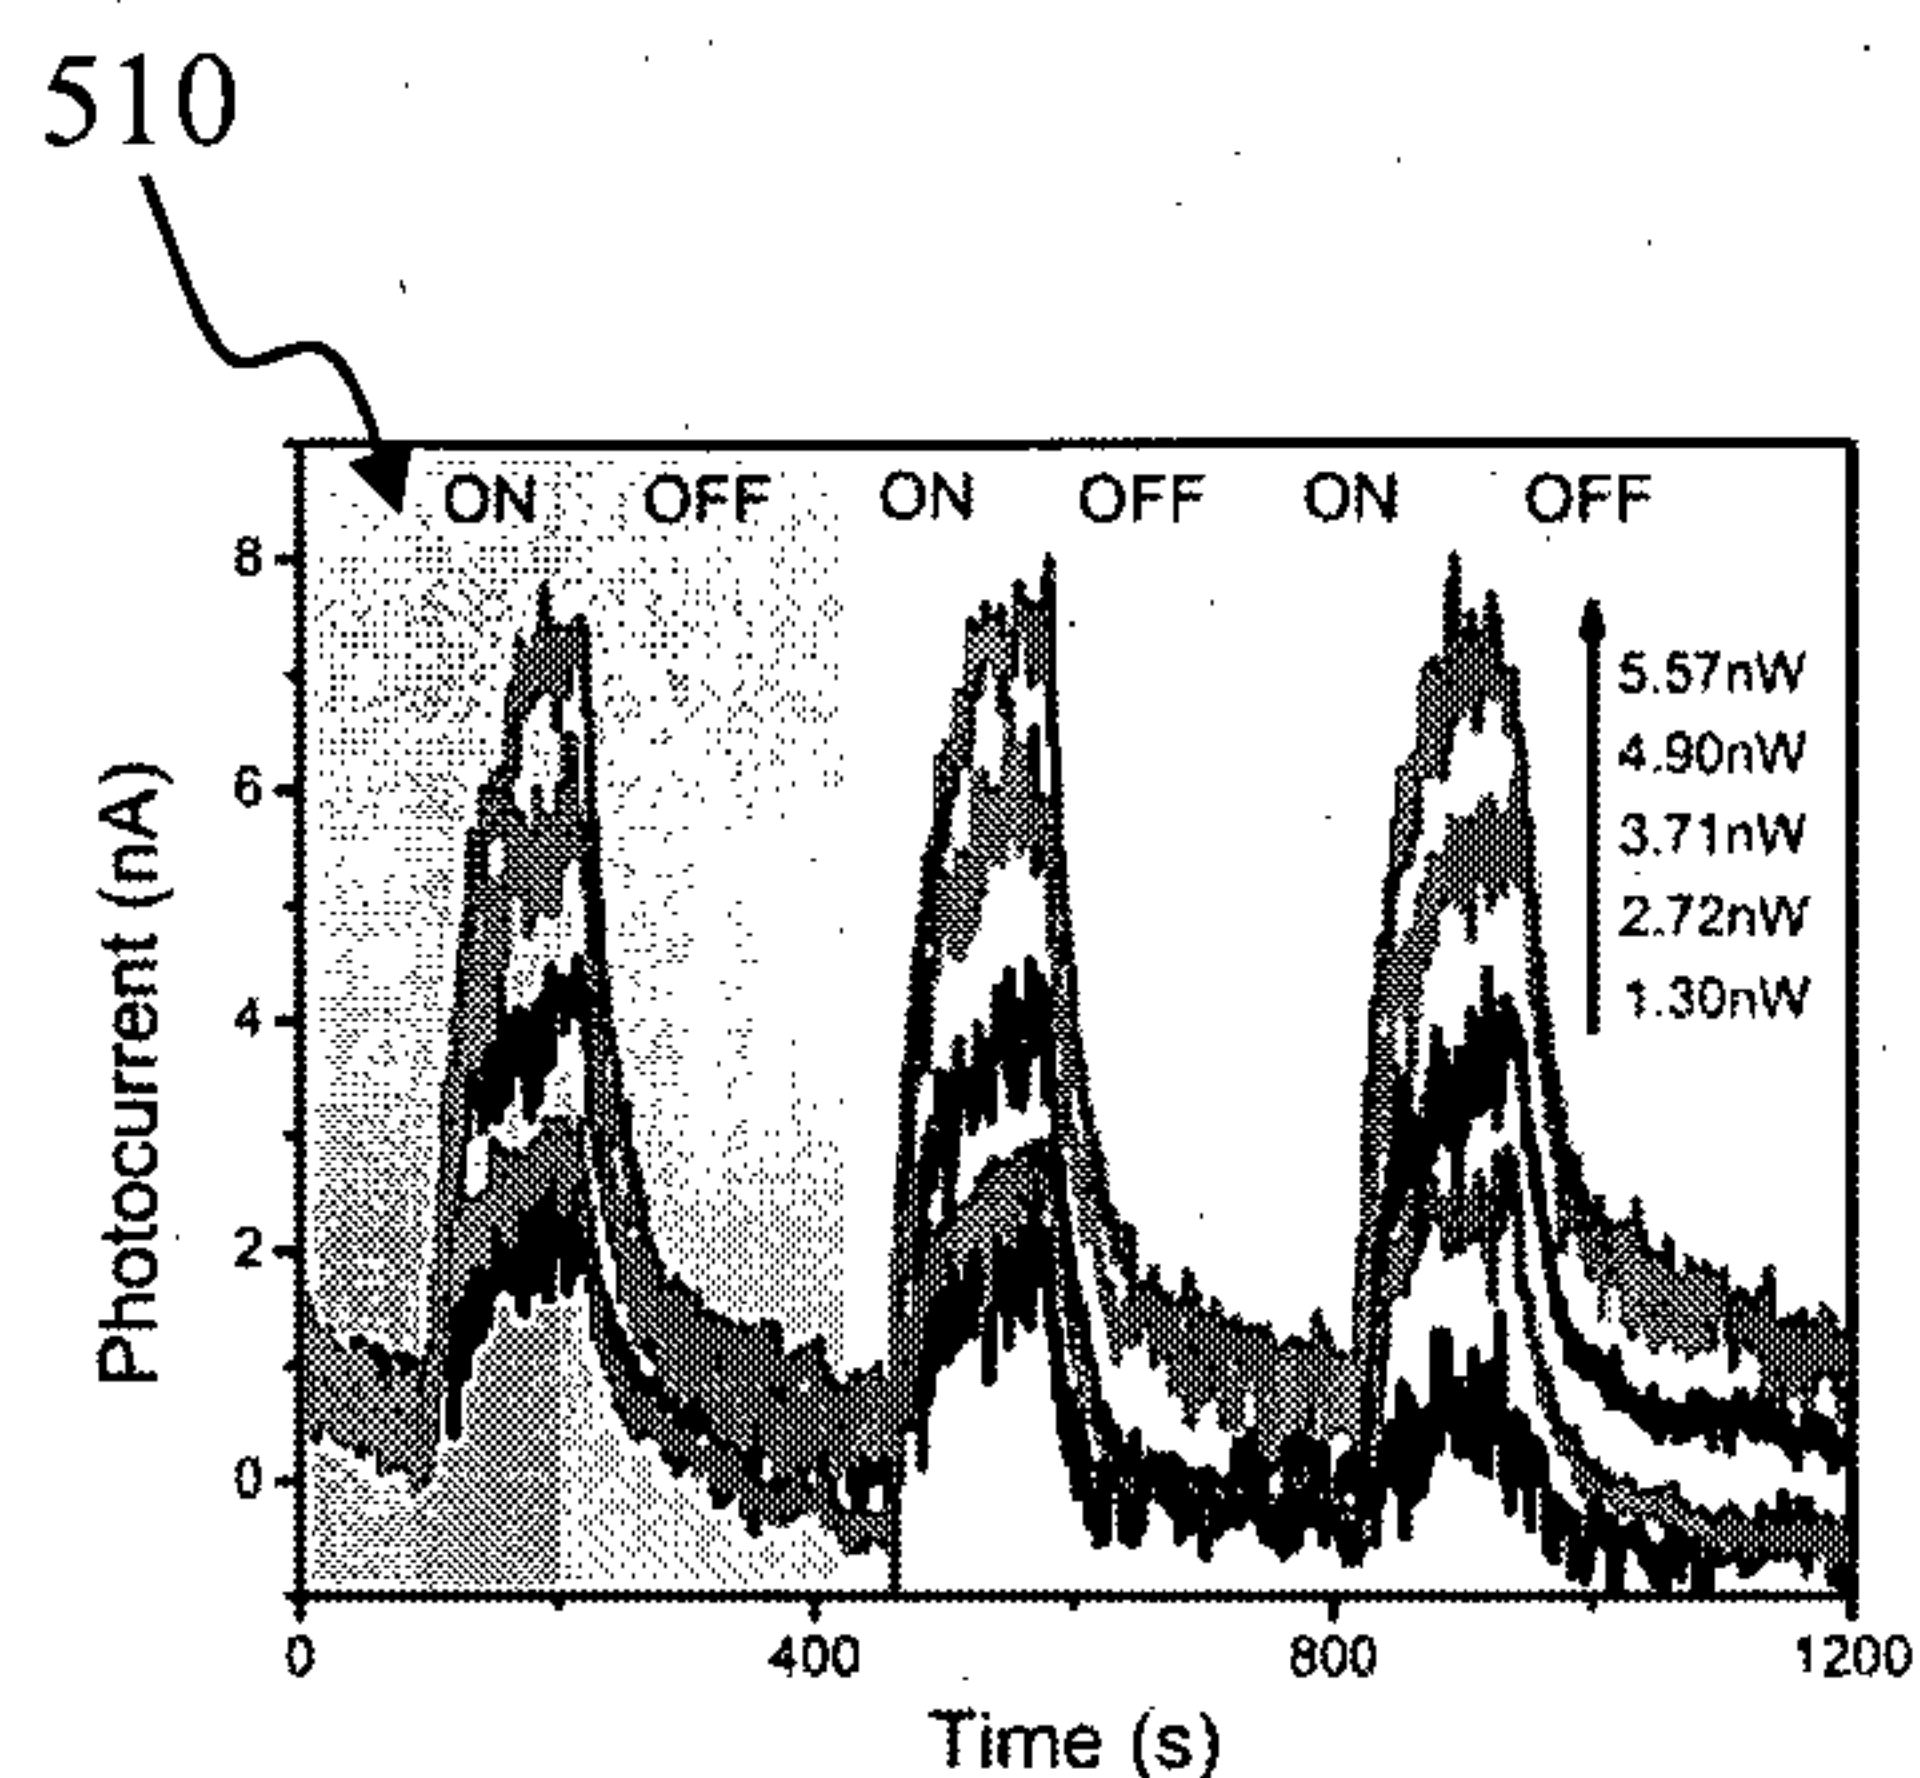 510
ON OFF ON OFF ON OFF
8
6
4
2
0
5.57nW
4.90nW
3.71nW
2.72nW
1.30nW
Photocurrent (nA)
0 400 800 1200
Time (s)